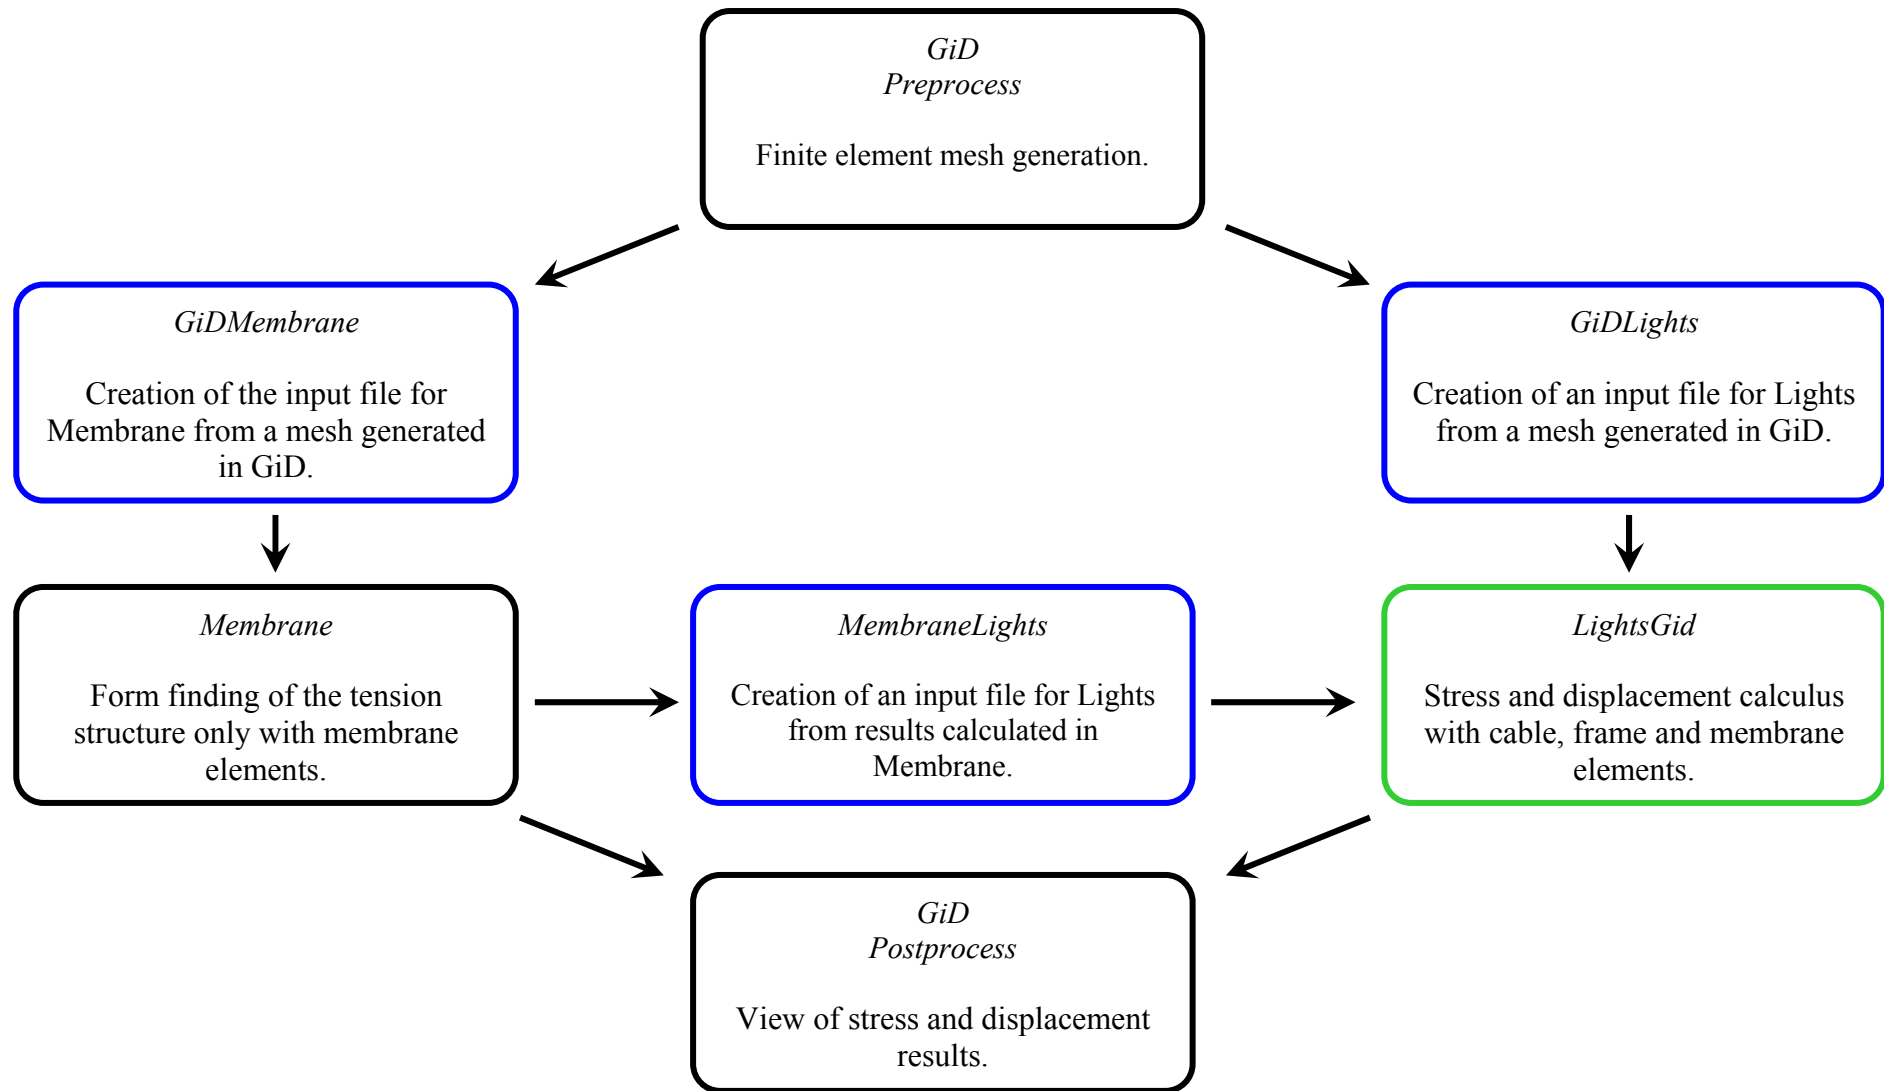 GiD
Preprocess
Finite element mesh generation.
GiDMembrane
Creation of the input file for
Membrane from a mesh generated
in GiD.
GiDLights
Creation of an input file for Lights
from a mesh generated in GiD.
Membrane
Form finding of the tension
structure only with membrane
elements.
MembraneLights
Creation of an input file for Lights
from results calculated in
Membrane.
LightsGid
Stress and displacement calculus
with cable, frame and membrane
elements.
GiD
Postprocess
View of stress and displacement
results.